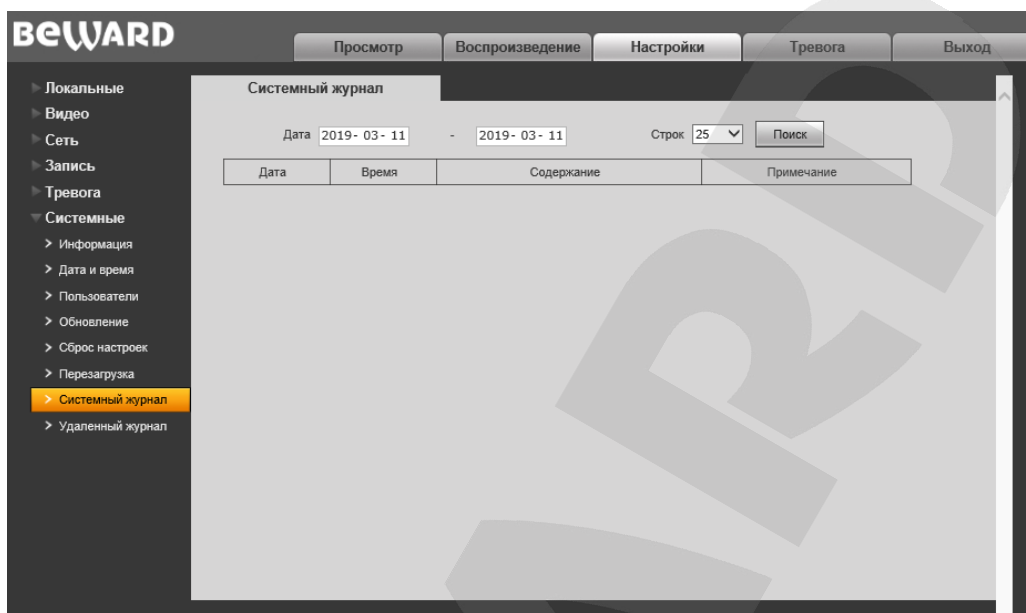 BEWARD
Просмотр Воспроизведение Настройки Тревога Выход
Локальные
Видео
Сеть
Запись
Тревога
Системные
Информация
Дата и время
Пользователи
Обновление
Сброс настроек
Перезагрузка
Системный журнал
Удаленный журнал
Системный журнал
Дата 2019- 03- 11 - 2019- 03- 11 Строк 25 Поиск
Дата Время Содержание Примечание